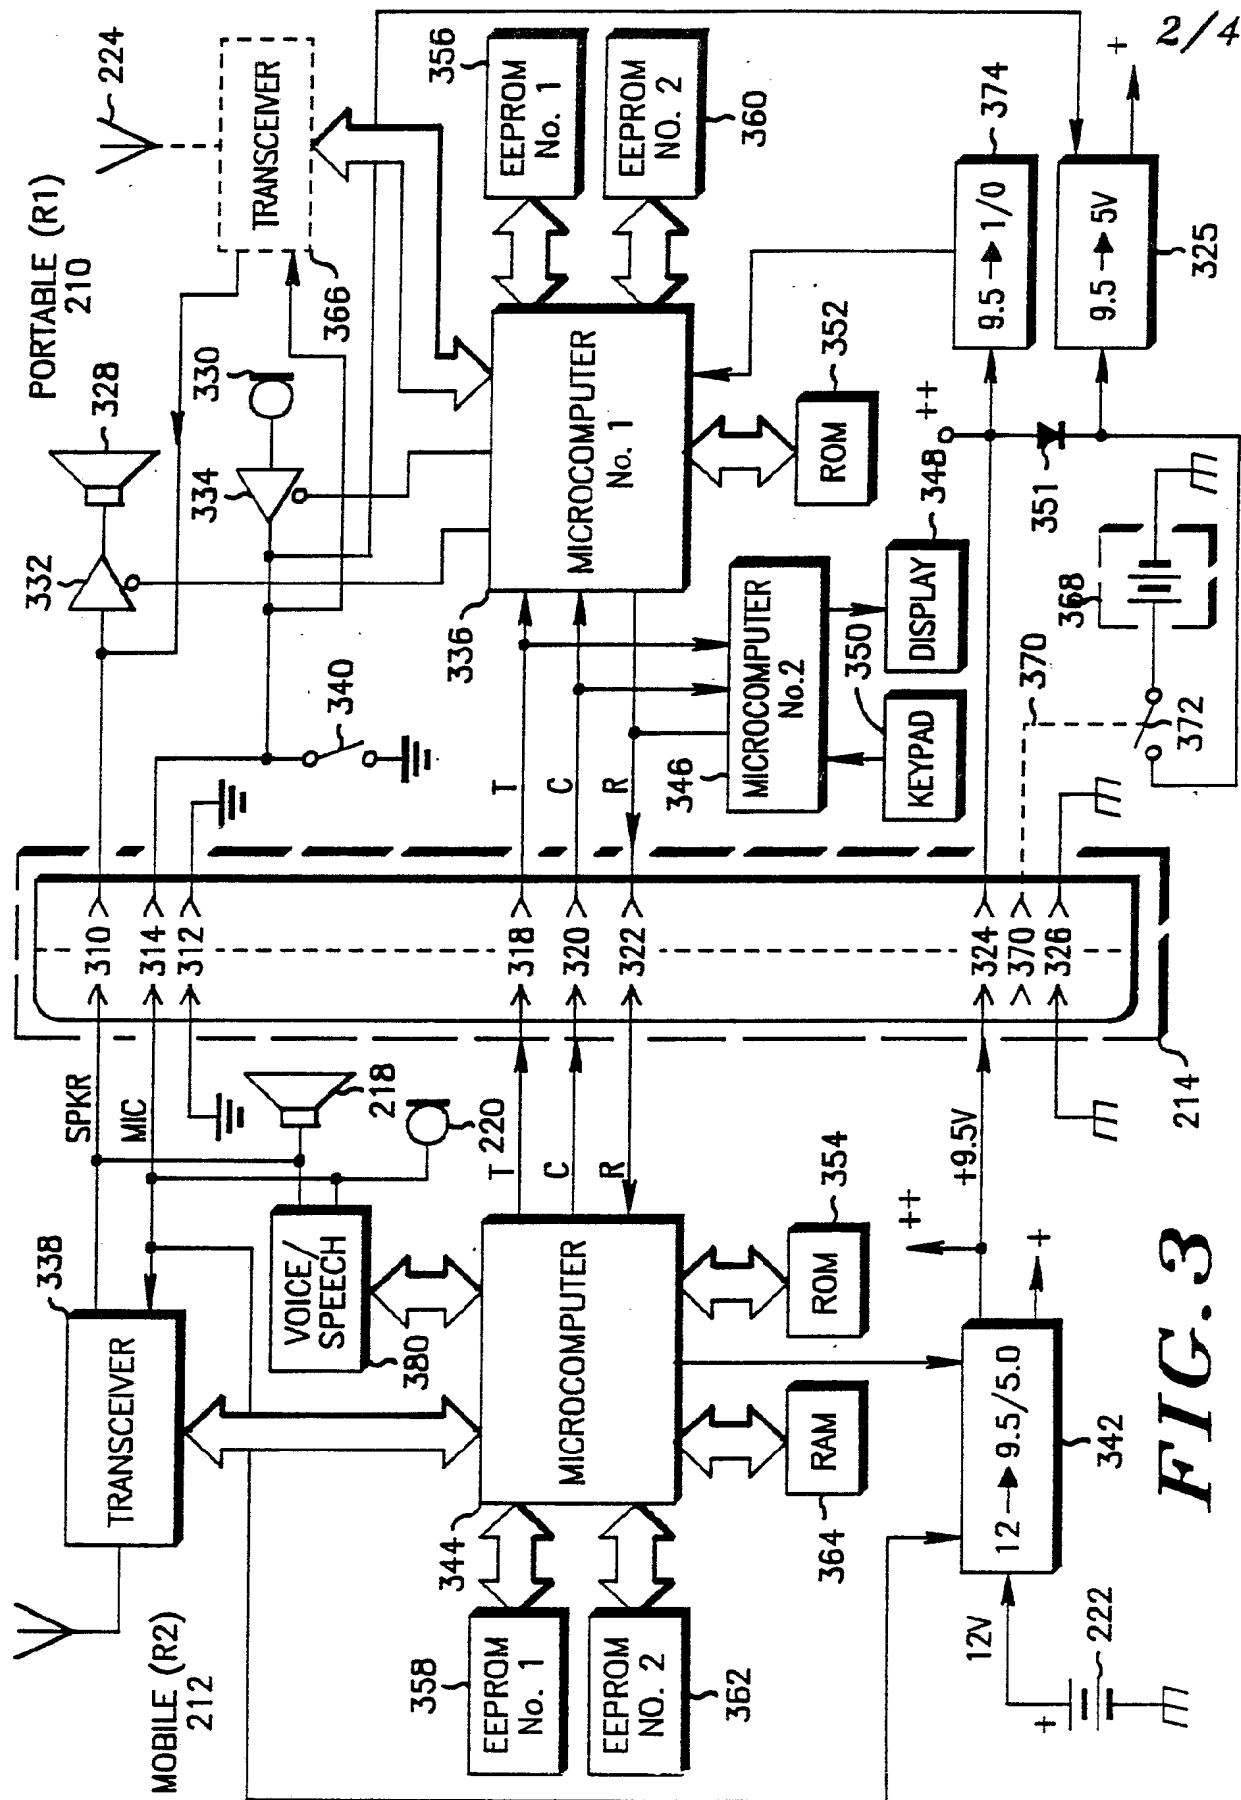 2/4
MOBILE (R2)
212
PORTABLE (R1)
210
TRANSCEIVER
338
SPKR
MIC
310
314
312
332
328
334
330
340
TRANSCEIVER
366
224
VOICE/
SPEECH
380
218
220
344
MICROCOMPUTER
T
C
R
318
320
322
T
C
R
336
MICROCOMPUTER
No. 1
EEPROM
No. 1
356
EEPROM
NO. 2
360
358
EEPROM
No. 1
EEPROM
NO. 2
362
RAM
364
ROM
354
346
MICROCOMPUTER
No.2
ROM
352
KEYPAD
350
DISPLAY
348
12V
+
222
12 → 9.5/5.0
342
+
++
+9.5V
324
370
326
214
++
351
370
372
368
9.5 → 1/0
374
9.5 → 5V
325
+
FIG. 3